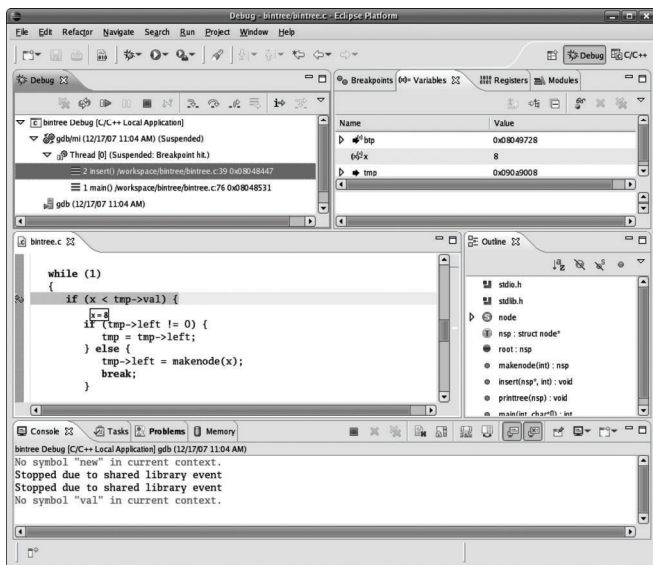 Debug - bintree/bintree.c - Eclipse Platform
File Edit Refactor Navigate Search Run Project Window Help
Debug C/C++
Debug
Breakpoints (x)= Variables Registers Modules
bintree Debug [C/C++ Local Application]
gdb/mi (12/17/07 11:04 AM) (Suspended)
Thread [0] (Suspended: Breakpoint hit.)
2 insert() /workspace/bintree/bintree.c:39 0x08048447
1 main() /workspace/bintree/bintree.c:76 0x08048531
gdb (12/17/07 11:04 AM)
Name Value
btp 0x08049728
x 8
tmp 0x090a9008
bintree.c
while (1)
{
if (x < tmp->val) {
x = 8
if (tmp->left != 0) {
tmp = tmp->left;
} else {
tmp->left = makenode(x);
break;
}
Outline
stdio.h
stdlib.h
node
nsp : struct node*
root : nsp
makenode(int) : nsp
insert(nsp*, int) : void
printtree(nsp) : void
main(int, char*[]) : int
Console Tasks Problems Memory
bintree Debug [C/C++ Local Application] gdb (12/17/07 11:04 AM)
No symbol "new" in current context.
Stopped due to shared library event
Stopped due to shared library event
No symbol "val" in current context.